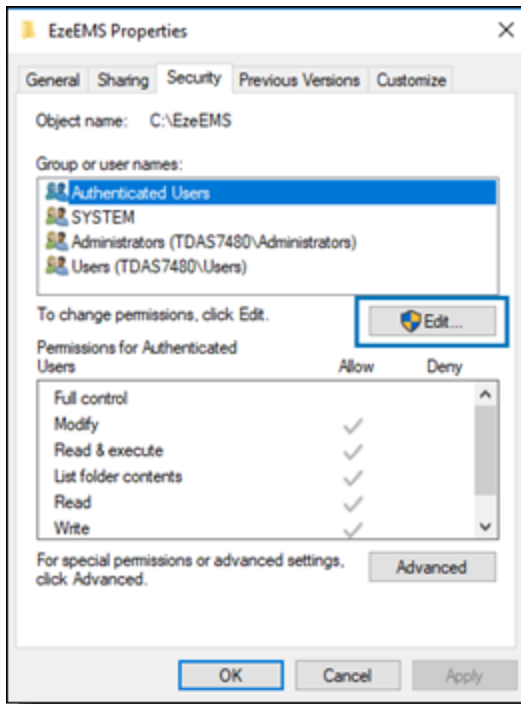 EzeEMS Properties
General Sharing Security Previous Versions Customize
Object name: C:\EzeEMS
Group or user names:
Authenticated Users
SYSTEM
Administrators (TDAS7480\Administrators)
Users (TDAS7480\Users)
To change permissions, click Edit.
Edit...
Permissions for Authenticated
Users Allow Deny
Full control
Modify
Read & execute
List folder contents
Read
Write
For special permissions or advanced settings,
click Advanced.
Advanced
OK Cancel Apply